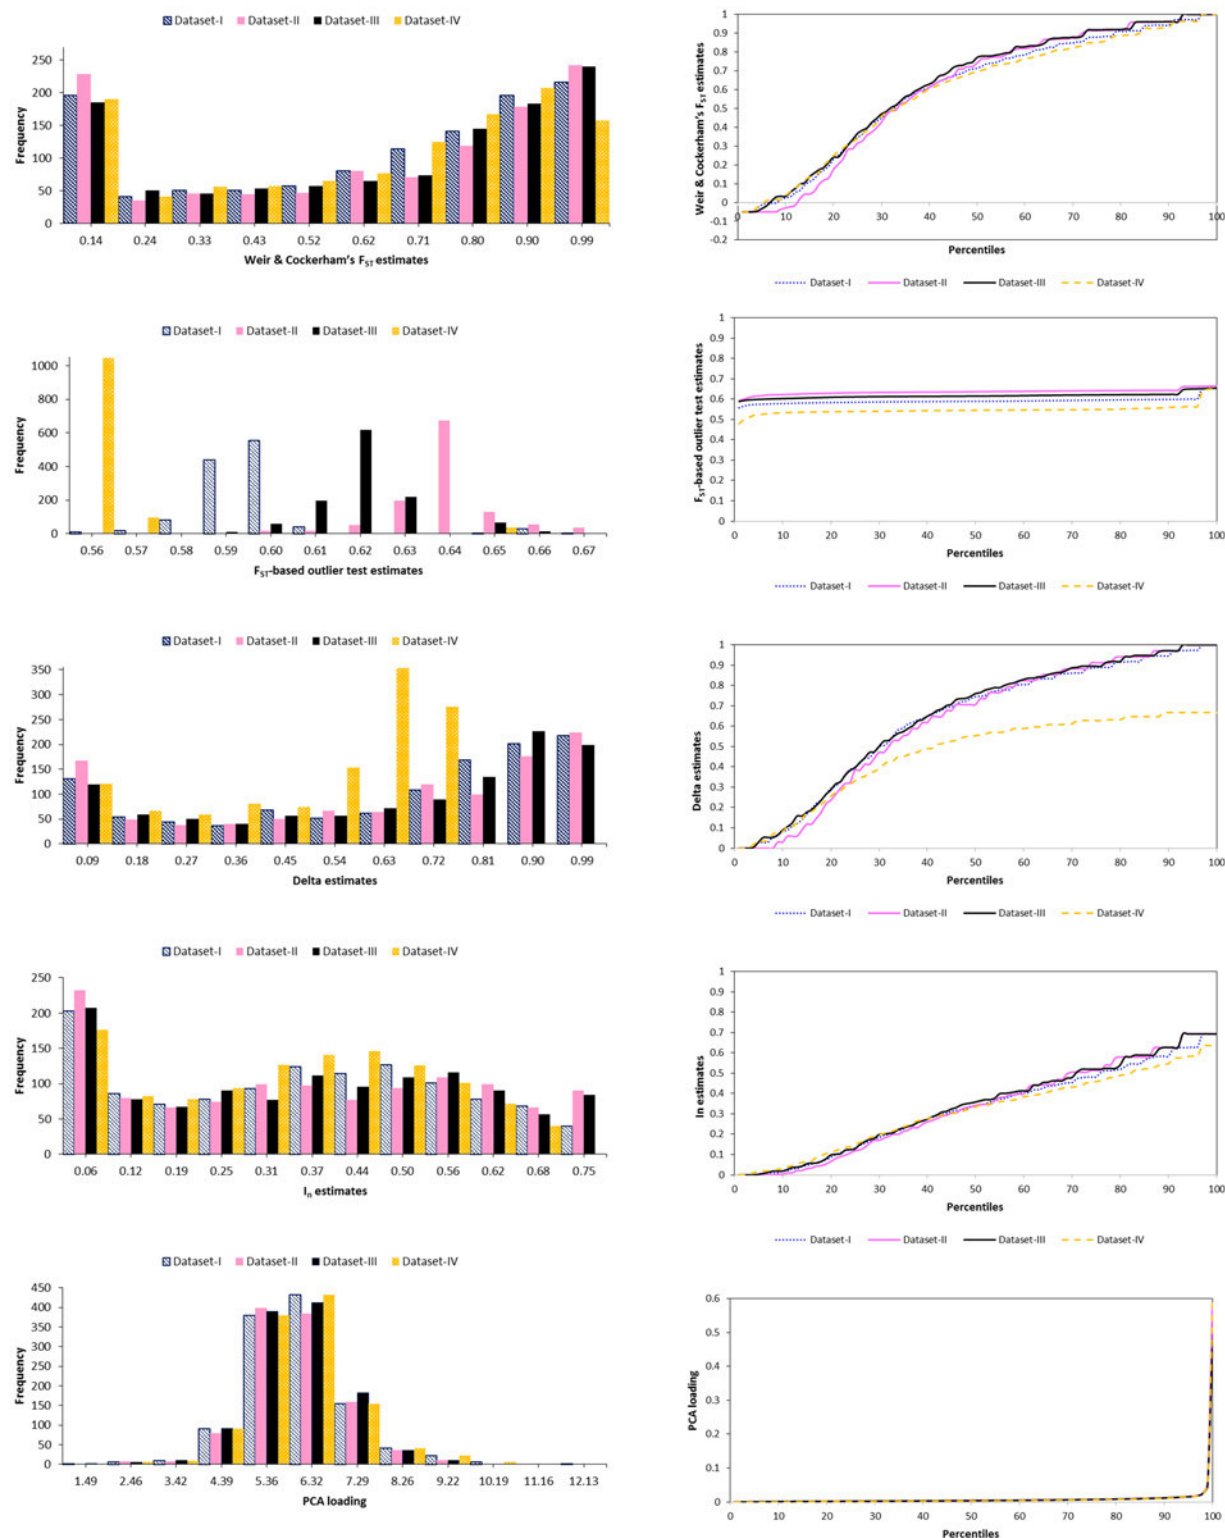 Dataset-I Dataset-II Dataset-III Dataset-IV
Frequency
250
200
150
100
50
0
0.14 0.24 0.33 0.43 0.52 0.62 0.71 0.80 0.90 0.99
Weir & Cockerham's FST estimates
Weir & Cockerham's FST estimates
1
0.9
0.8
0.7
0.6
0.5
0.4
0.3
0.2
0.1
0
-0.1
-0.2
0 10 20 30 40 50 60 70 80 90 100
Percentiles
Dataset-I Dataset-II Dataset-III Dataset-IV
Dataset-I Dataset-II Dataset-III Dataset-IV
Frequency
1000
800
600
400
200
0
0.56 0.57 0.58 0.59 0.60 0.61 0.62 0.63 0.64 0.65 0.66 0.67
FST-based outlier test estimates
FST-based outlier test estimates
1
0.9
0.8
0.7
0.6
0.5
0.4
0.3
0.2
0.1
0
0 10 20 30 40 50 60 70 80 90 100
Percentiles
Dataset-I Dataset-II Dataset-III Dataset-IV
Dataset-I Dataset-II Dataset-III Dataset-IV
Frequency
350
300
250
200
150
100
50
0
0.09 0.18 0.27 0.36 0.45 0.54 0.63 0.72 0.81 0.90 0.99
Delta estimates
Delta estimates
1
0.9
0.8
0.7
0.6
0.5
0.4
0.3
0.2
0.1
0
0 10 20 30 40 50 60 70 80 90 100
Percentiles
Dataset-I Dataset-II Dataset-III Dataset-IV
Dataset-I Dataset-II Dataset-III Dataset-IV
Frequency
250
200
150
100
50
0
0.06 0.12 0.19 0.25 0.31 0.37 0.44 0.50 0.56 0.62 0.68 0.75
In estimates
In estimates
1
0.9
0.8
0.7
0.6
0.5
0.4
0.3
0.2
0.1
0
0 10 20 30 40 50 60 70 80 90 100
Percentiles
Dataset-I Dataset-II Dataset-III Dataset-IV
Dataset-I Dataset-II Dataset-III Dataset-IV
Frequency
450
400
350
300
250
200
150
100
50
0
1.49 2.46 3.42 4.39 5.36 6.32 7.29 8.26 9.22 10.19 11.16 12.13
PCA loading
PCA loading
0.6
0.5
0.4
0.3
0.2
0.1
0
0 10 20 30 40 50 60 70 80 90 100
Percentiles